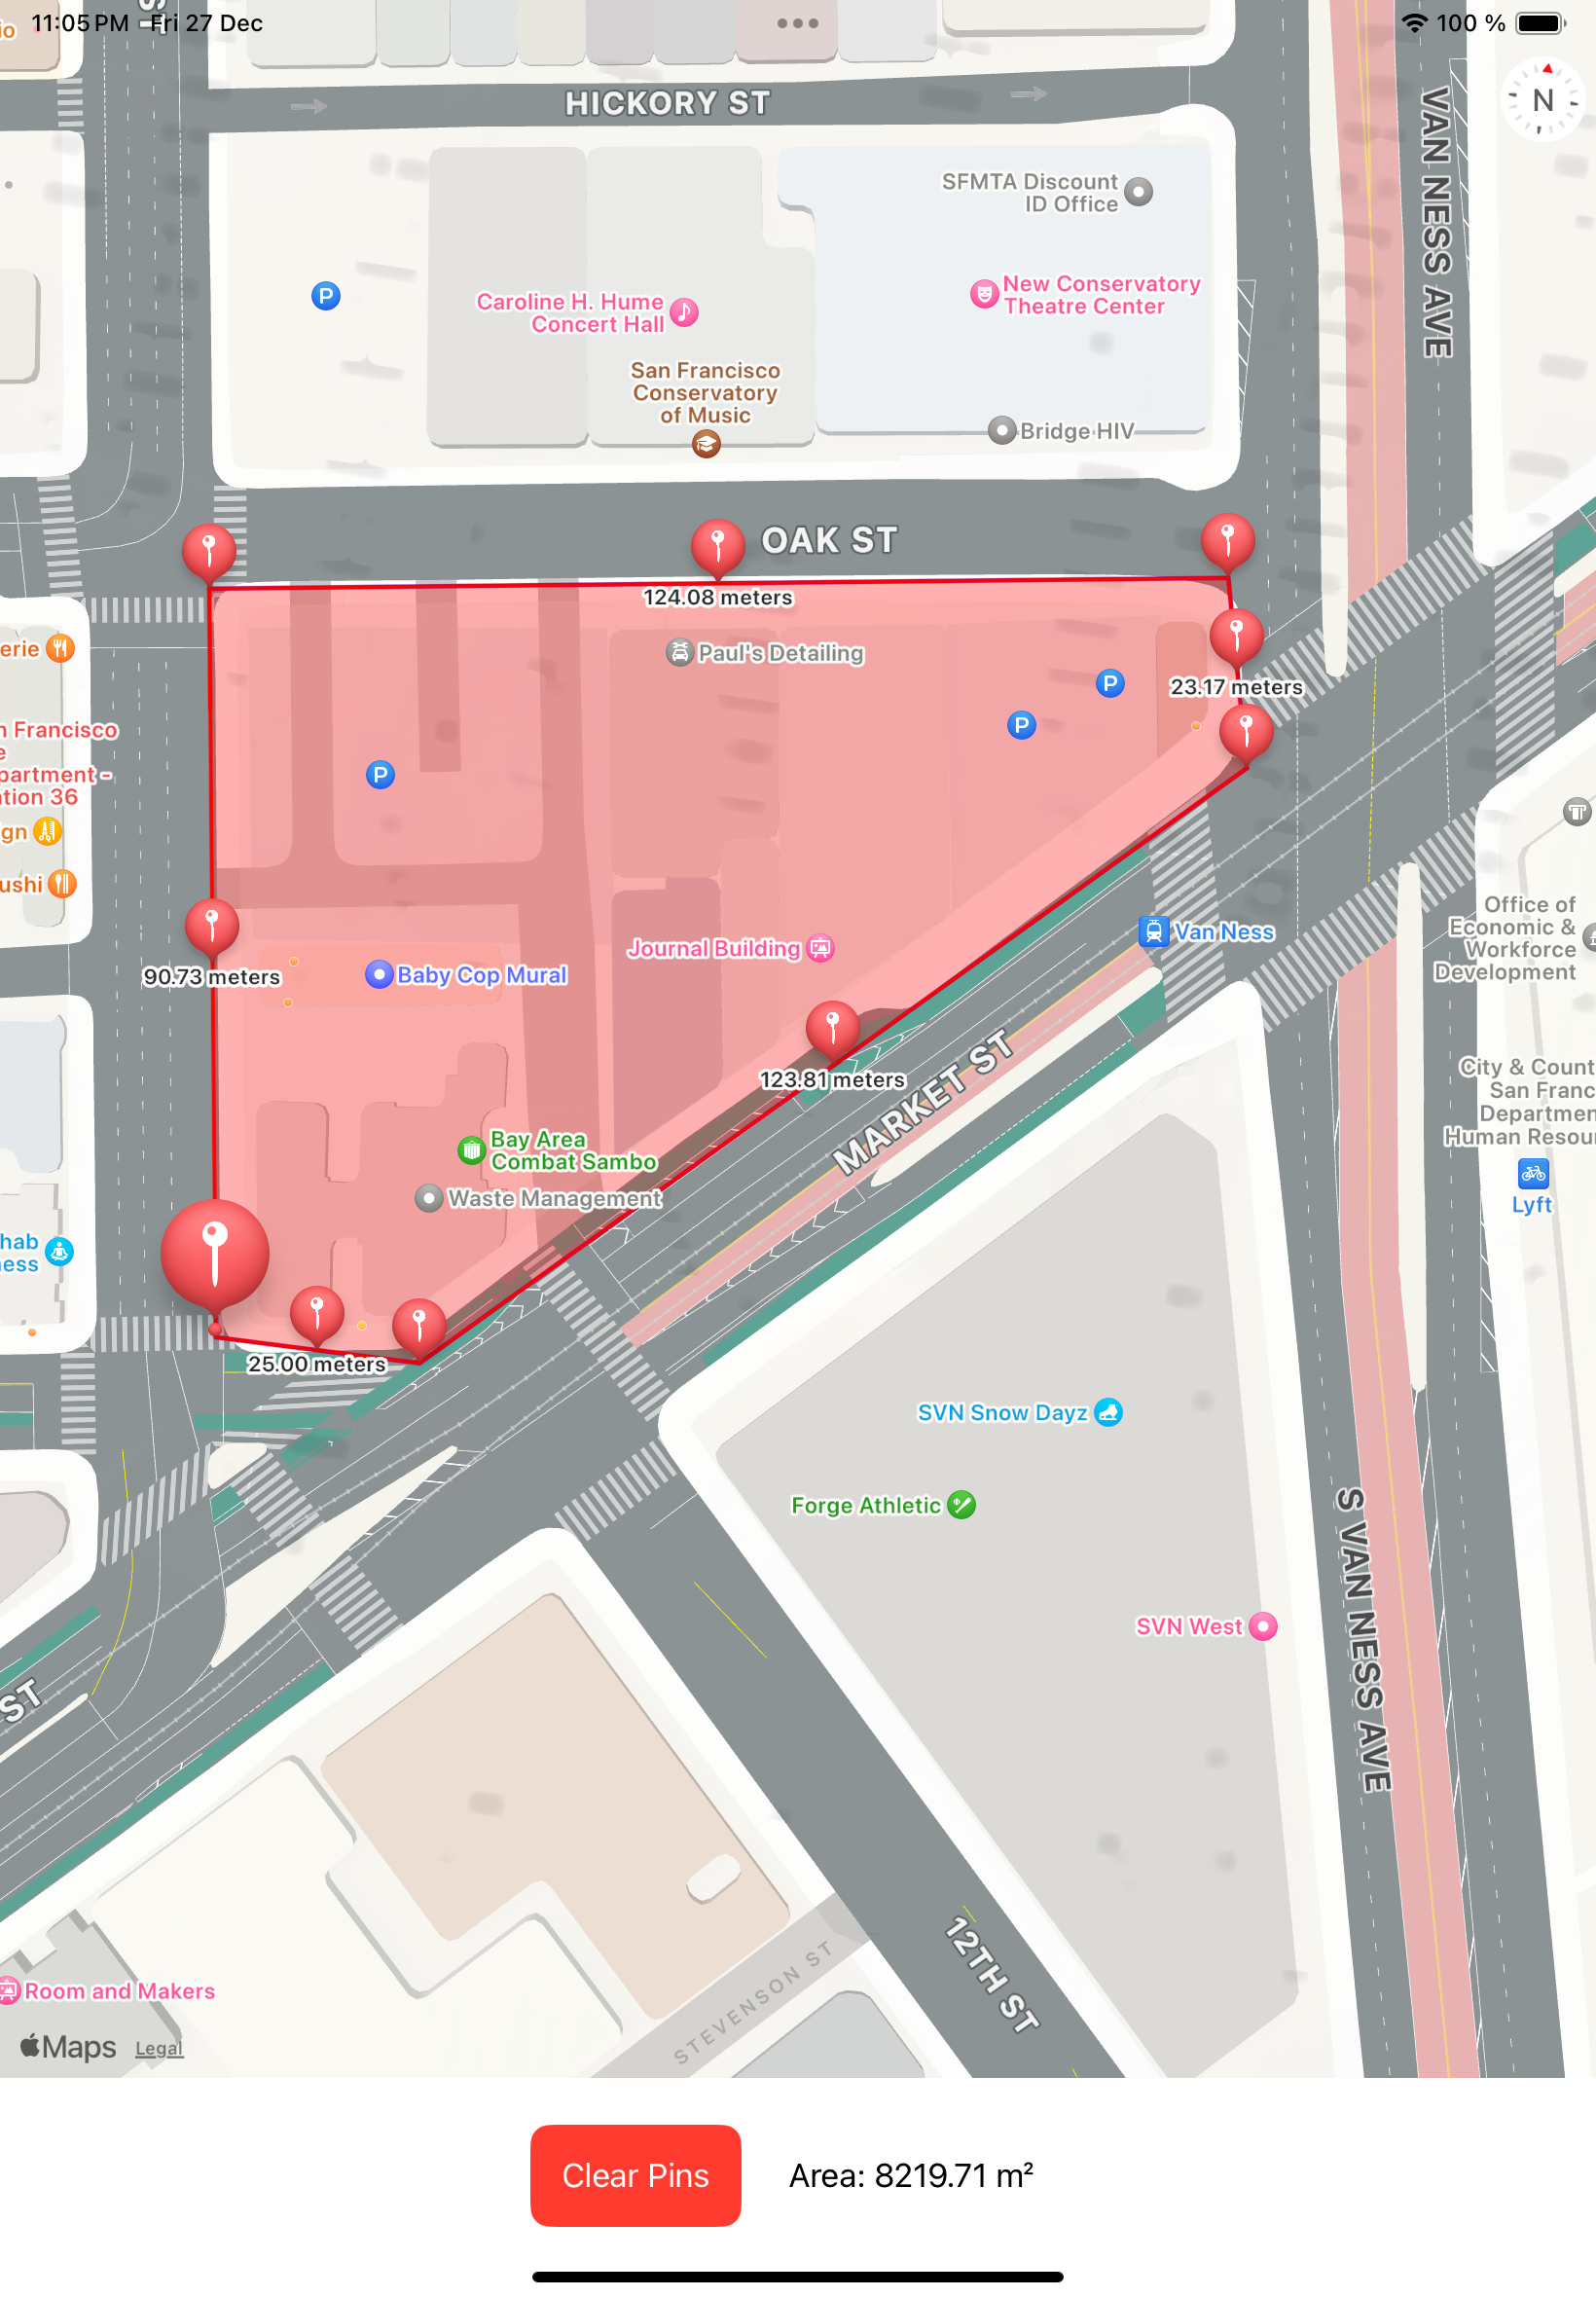 11:05 PM Fri 27 Dec
100 %
ST
HICKORY ST
VAN NESS AVE
N
SFMTA Discount
ID Office
P
Caroline H. Hume
Concert Hall
New Conservatory
Theatre Center
San Francisco
Conservatory
of Music
Bridge HIV
OAK ST
124.08 meters
erie
Paul's Detailing
P
23.17 meters
P
n Francisco
e
partment -
tion 36
P
gn
ushi
Office of
Economic &
Workforce
Development
Van Ness
Journal Building
90.73 meters
Baby Cop Mural
123.81 meters
MARKET ST
City & Count
San Franc
Departmen
Human Resour
Bay Area
Combat Sambo
Waste Management
Lyft
hab
ness
25.00 meters
SVN Snow Dayz
Forge Athletic
S VAN NESS AVE
SVN West
ST
12TH ST
STEVENSON ST
Room and Makers
Maps Legal
Clear Pins
Area: 8219.71 m²